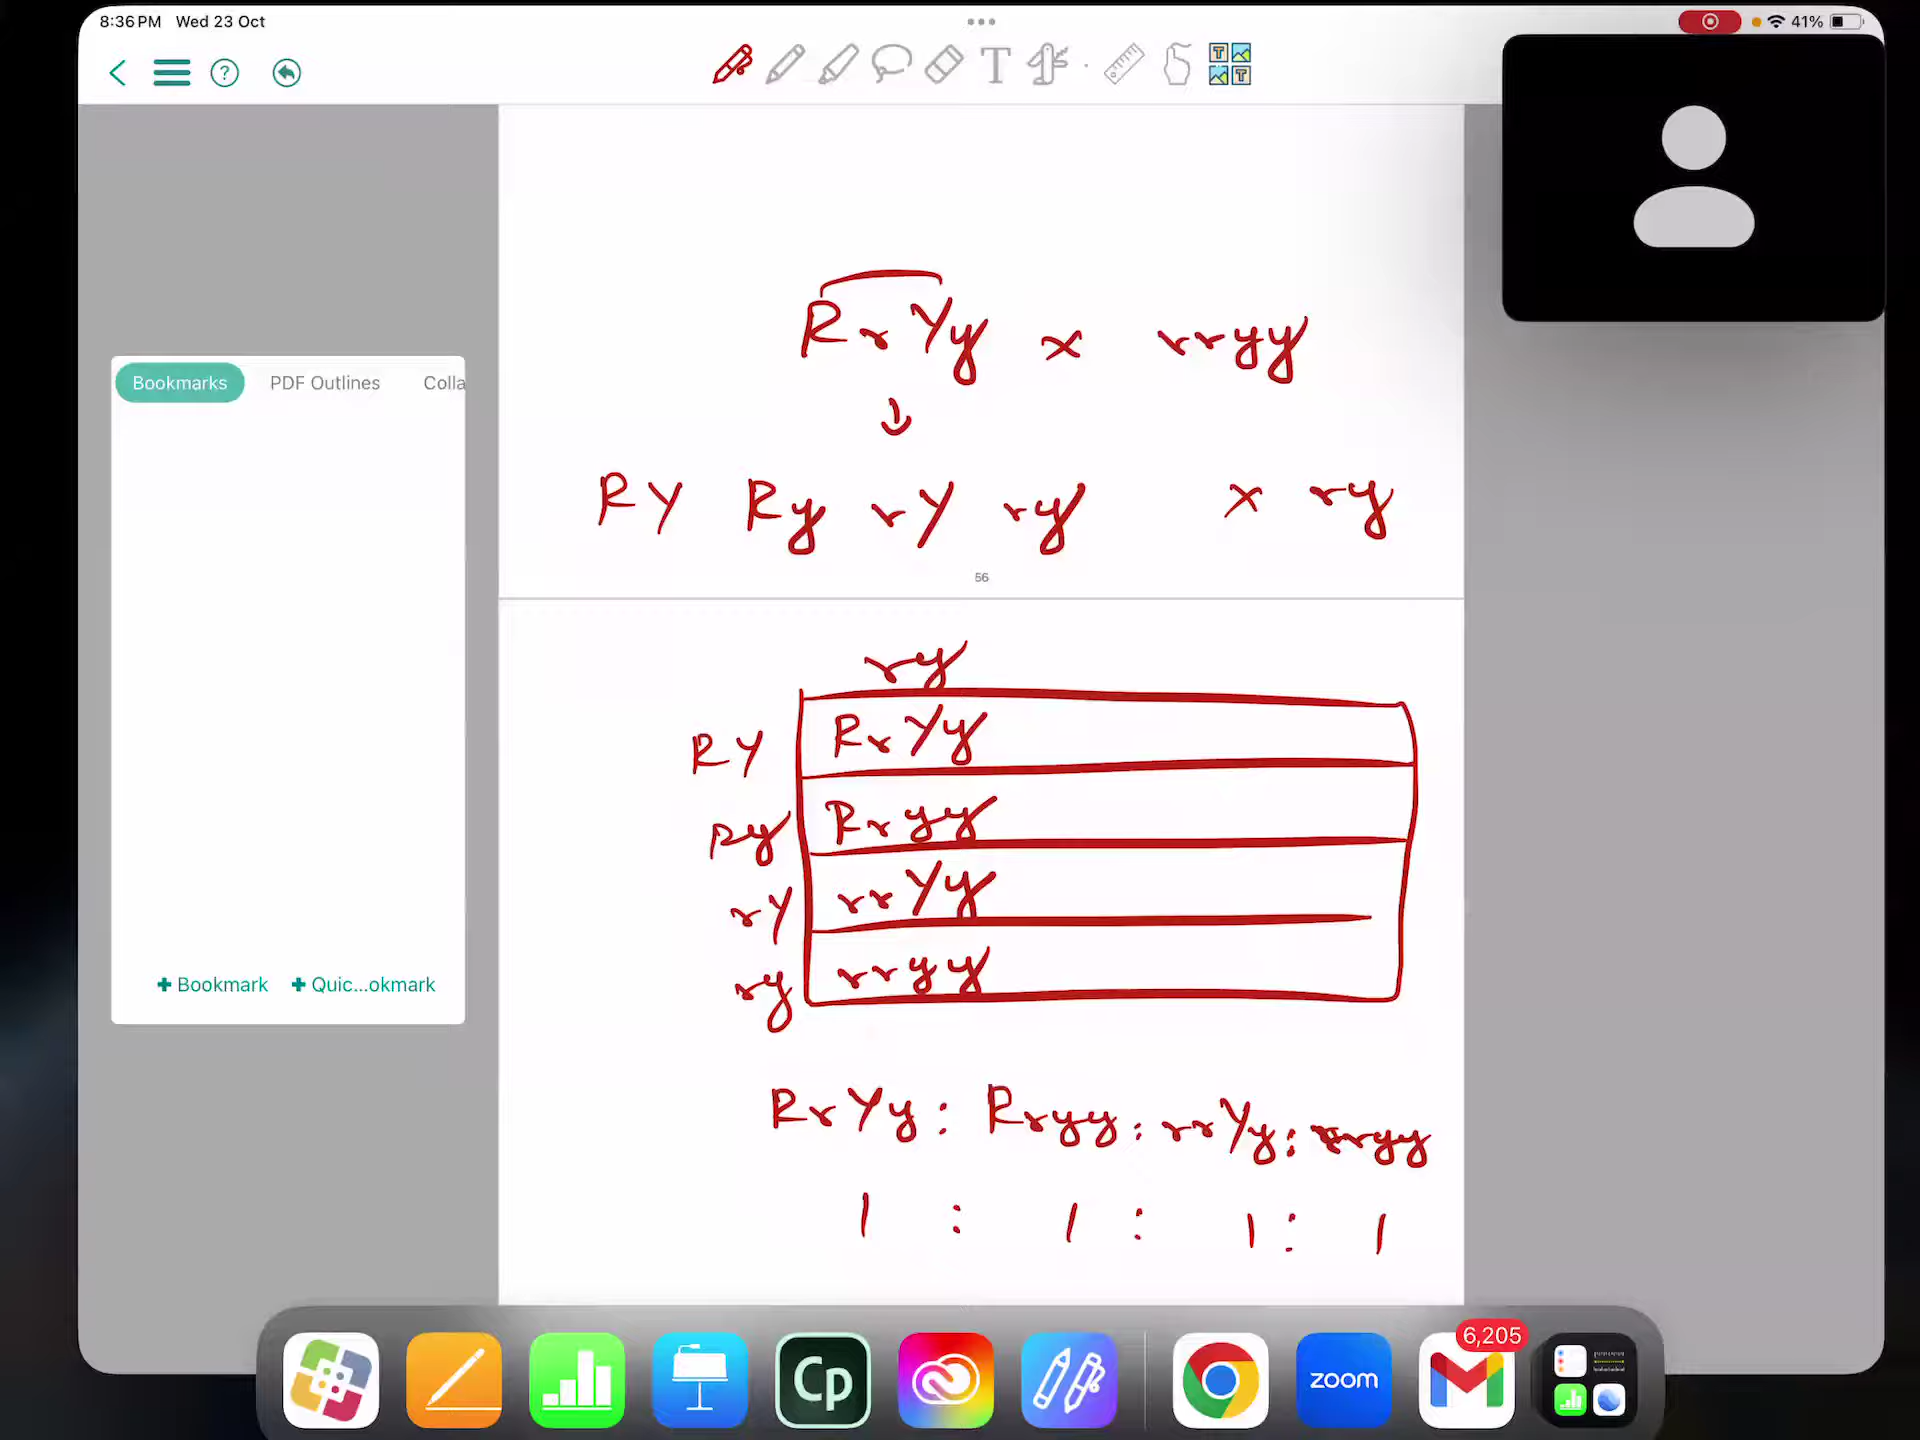 8:36 PM Wed 23 Oct
41%
T
Bookmarks PDF Outlines Colla
+ Bookmark + Quic...okmark
RrYy x rryy
RY Ry rY ry x ry
56
ry
RY RrYy
Ry Rryy
rY rrYy
ry rryy
RrYy : Rryy : rrYy : rryy
1 : 1 : 1 : 1
Cp
zoom
6,205